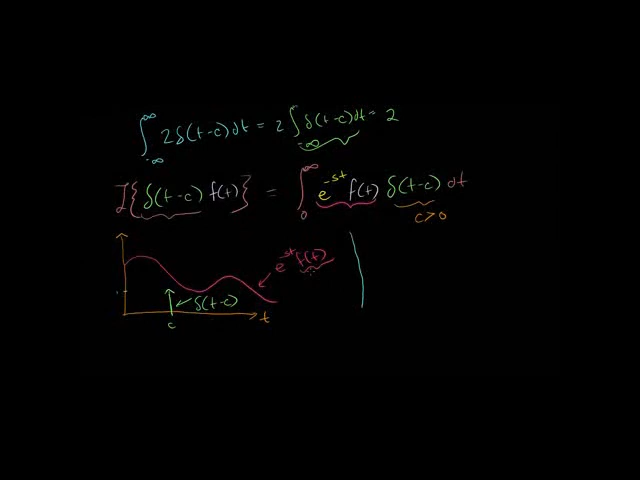 ∫_{-∞}^{∞} 2δ(t-c)dt = 2∫_{-∞}^{∞} δ(t-c)dt = 2
ℒ{δ(t-c) f(t)} = ∫_0^∞ e^{-st} f(t) δ(t-c) dt
c>0
e^{-st} f(t)
δ(t-c)
t
c